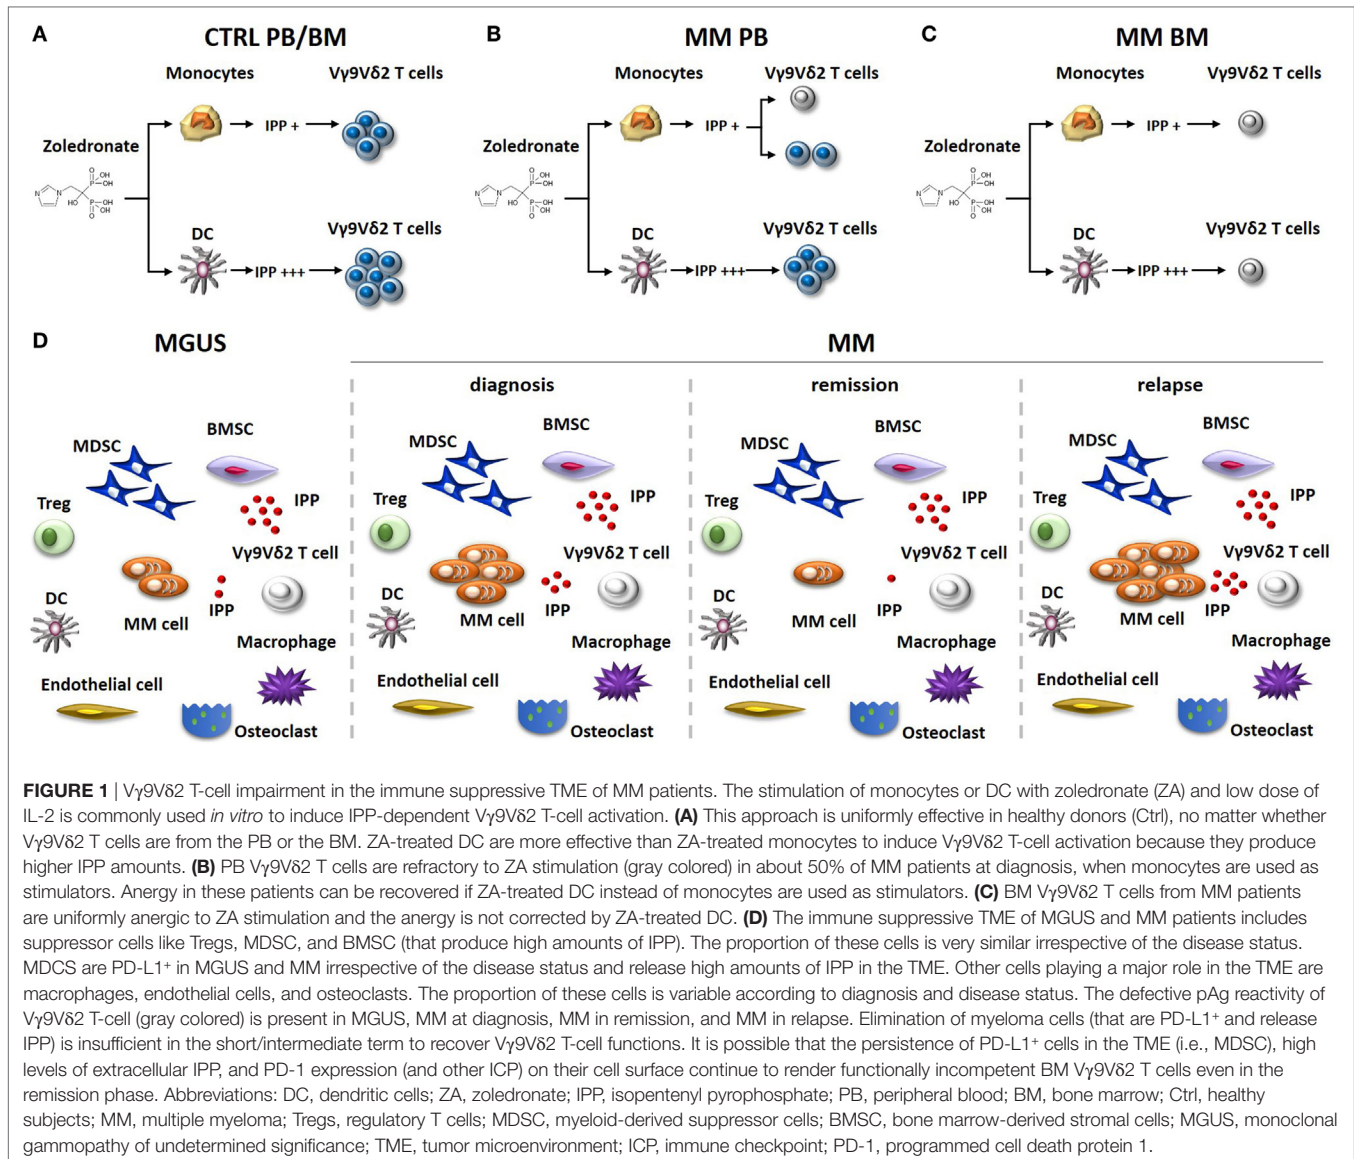 A
CTRL PB/BM
Monocytes
Vγ9Vδ2 T cells
IPP +
Zoledronate
N
N
HO
O
P
OH
OH
P
OH
OH
O
DC
Vγ9Vδ2 T cells
IPP +++
B
MM PB
Monocytes
Vγ9Vδ2 T cells
IPP +
Zoledronate
N
N
HO
O
P
OH
OH
P
OH
OH
O
DC
Vγ9Vδ2 T cells
IPP +++
C
MM BM
Monocytes
Vγ9Vδ2 T cells
IPP +
Zoledronate
N
N
HO
O
P
OH
OH
P
OH
OH
O
DC
Vγ9Vδ2 T cells
IPP +++
D
MGUS
MM
diagnosis
remission
relapse
MDSC
BMSC
Treg
IPP
Vγ9Vδ2 T cell
DC
MM cell
IPP
Macrophage
Endothelial cell
Osteoclast
MDSC
BMSC
Treg
IPP
Vγ9Vδ2 T cell
DC
MM cell
IPP
Macrophage
Endothelial cell
Osteoclast
MDSC
BMSC
Treg
IPP
Vγ9Vδ2 T cell
DC
MM cell
IPP
Macrophage
Endothelial cell
Osteoclast
MDSC
BMSC
Treg
IPP
Vγ9Vδ2 T cell
DC
MM cell
IPP
Macrophage
Endothelial cell
Osteoclast
FIGURE 1 | Vγ9Vδ2 T-cell impairment in the immune suppressive TME of MM patients. The stimulation of monocytes or DC with zoledronate (ZA) and low dose of
IL-2 is commonly used in vitro to induce IPP-dependent Vγ9Vδ2 T-cell activation. (A) This approach is uniformly effective in healthy donors (Ctrl), no matter whether
Vγ9Vδ2 T cells are from the PB or the BM. ZA-treated DC are more effective than ZA-treated monocytes to induce Vγ9Vδ2 T-cell activation because they produce
higher IPP amounts. (B) PB Vγ9Vδ2 T cells are refractory to ZA stimulation (gray colored) in about 50% of MM patients at diagnosis, when monocytes are used as
stimulators. Anergy in these patients can be recovered if ZA-treated DC instead of monocytes are used as stimulators. (C) BM Vγ9Vδ2 T cells from MM patients
are uniformly anergic to ZA stimulation and the anergy is not corrected by ZA-treated DC. (D) The immune suppressive TME of MGUS and MM patients includes
suppressor cells like Tregs, MDSC, and BMSC (that produce high amounts of IPP). The proportion of these cells is very similar irrespective of the disease status.
MDCS are PD-L1⁺ in MGUS and MM irrespective of the disease status and release high amounts of IPP in the TME. Other cells playing a major role in the TME are
macrophages, endothelial cells, and osteoclasts. The proportion of these cells is variable according to diagnosis and disease status. The defective pAg reactivity of
Vγ9Vδ2 T-cell (gray colored) is present in MGUS, MM at diagnosis, MM in remission, and MM in relapse. Elimination of myeloma cells (that are PD-L1⁺ and release
IPP) is insufficient in the short/intermediate term to recover Vγ9Vδ2 T-cell functions. It is possible that the persistence of PD-L1⁺ cells in the TME (i.e., MDSC), high
levels of extracellular IPP, and PD-1 expression (and other ICP) on their cell surface continue to render functionally incompetent BM Vγ9Vδ2 T cells even in the
remission phase. Abbreviations: DC, dendritic cells; ZA, zoledronate; IPP, isopentenyl pyrophosphate; PB, peripheral blood; BM, bone marrow; Ctrl, healthy
subjects; MM, multiple myeloma; Tregs, regulatory T cells; MDSC, myeloid-derived suppressor cells; BMSC, bone marrow-derived stromal cells; MGUS, monoclonal
gammopathy of undetermined significance; TME, tumor microenvironment; ICP, immune checkpoint; PD-1, programmed cell death protein 1.